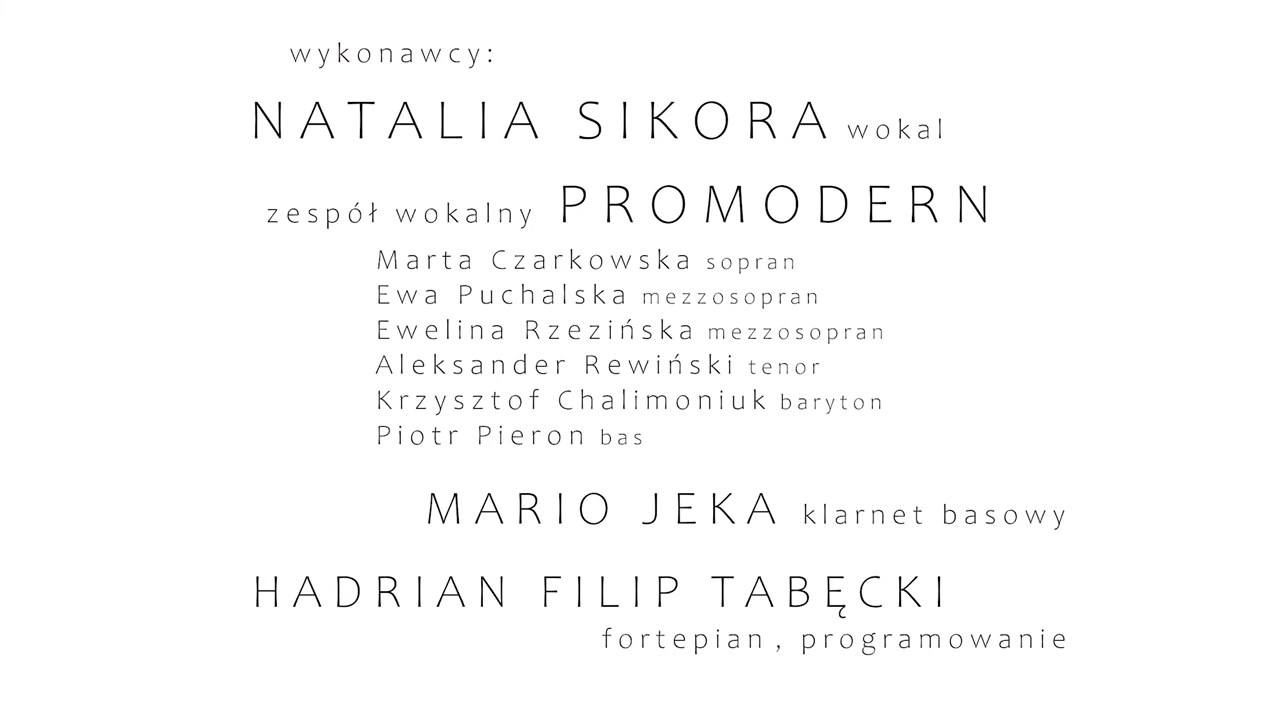 wykonawcy:
NATALIA SIKORA wokal
zespół wokalny PROMODERN
Marta Czarkowska sopran
Ewa Puchalska mezzosopran
Ewelina Rzezińska mezzosopran
Aleksander Rewiński tenor
Krzysztof Chalimoniuk baryton
Piotr Pieron bas
MARIO JEKA klarnet basowy
HADRIAN FILIP TABĘCKI
fortepian , programowanie